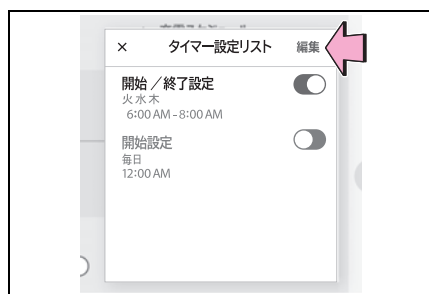 × タイマー設定リスト 編集
開始／終了設定
火水木
6:00 AM - 8:00 AM
開始設定
毎日
12:00 AM